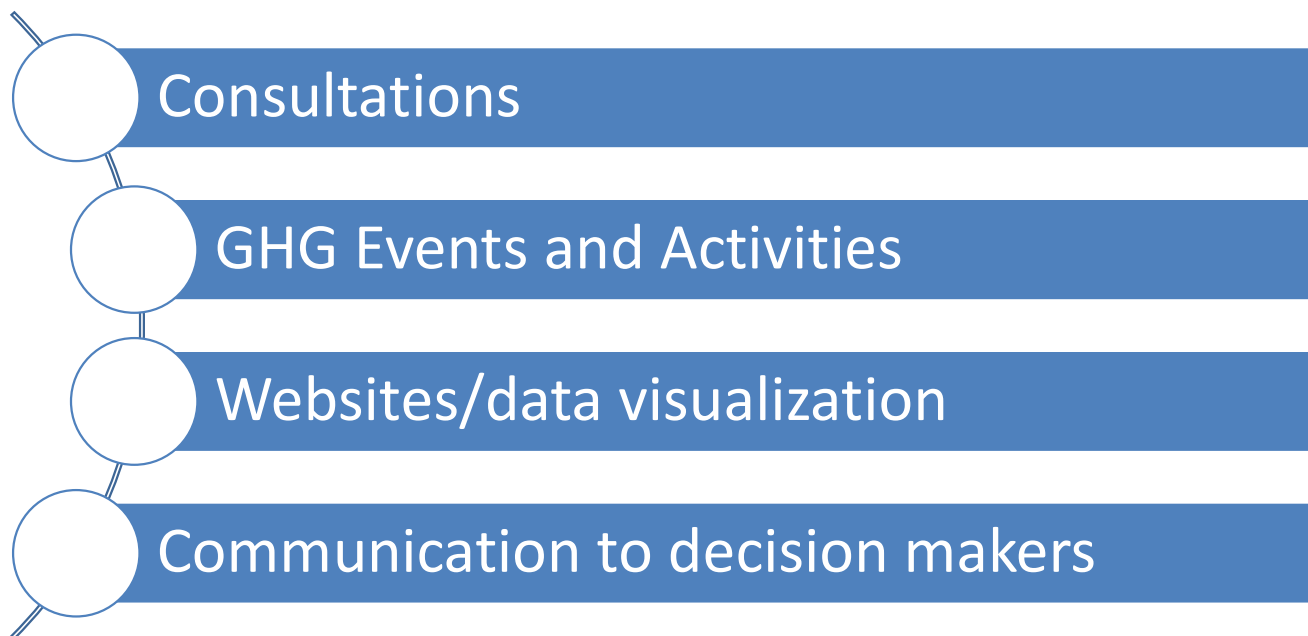 Consultations
GHG Events and Activities
Websites/data visualization
Communication to decision makers